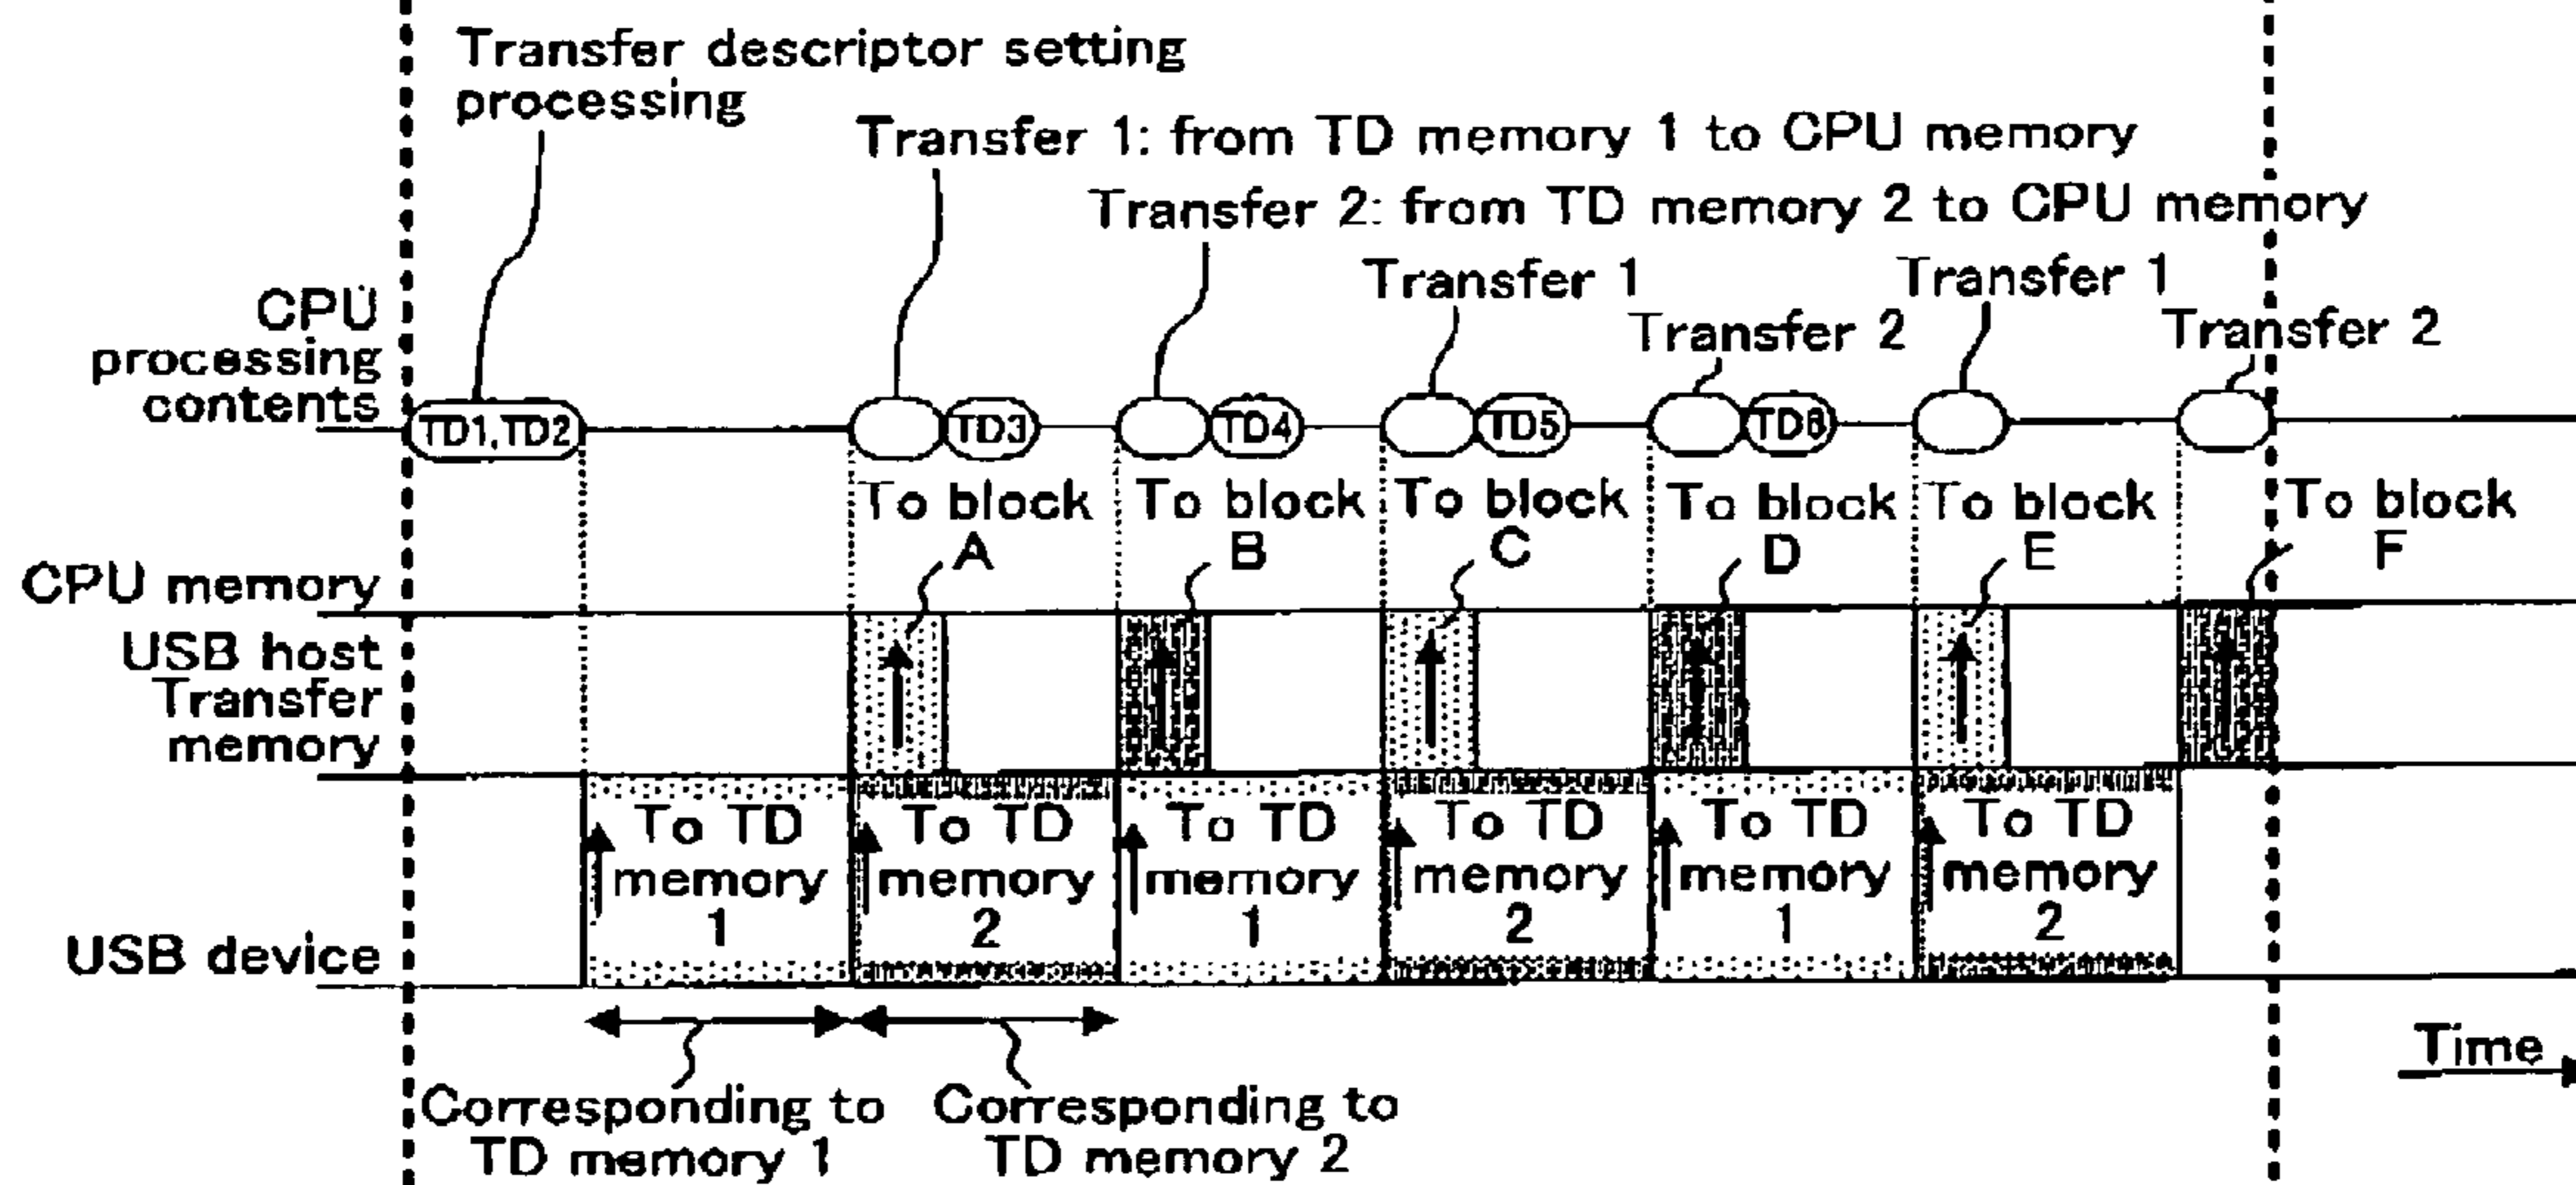 Transfer descriptor setting
processing
Transfer 1: from TD memory 1 to CPU memory
Transfer 2: from TD memory 2 to CPU memory
Transfer 1
Transfer 2
Transfer 1
Transfer 2
CPU
processing
contents
TD1,TD2
TD3
TD4
TD5
TD6
To block
A
To block
B
To block
C
To block
D
To block
E
To block
F
CPU memory
USB host
Transfer
memory
To TD
memory
1
To TD
memory
2
To TD
memory
1
To TD
memory
2
To TD
memory
1
To TD
memory
2
USB device
Time
Corresponding to
TD memory 1
Corresponding to
TD memory 2